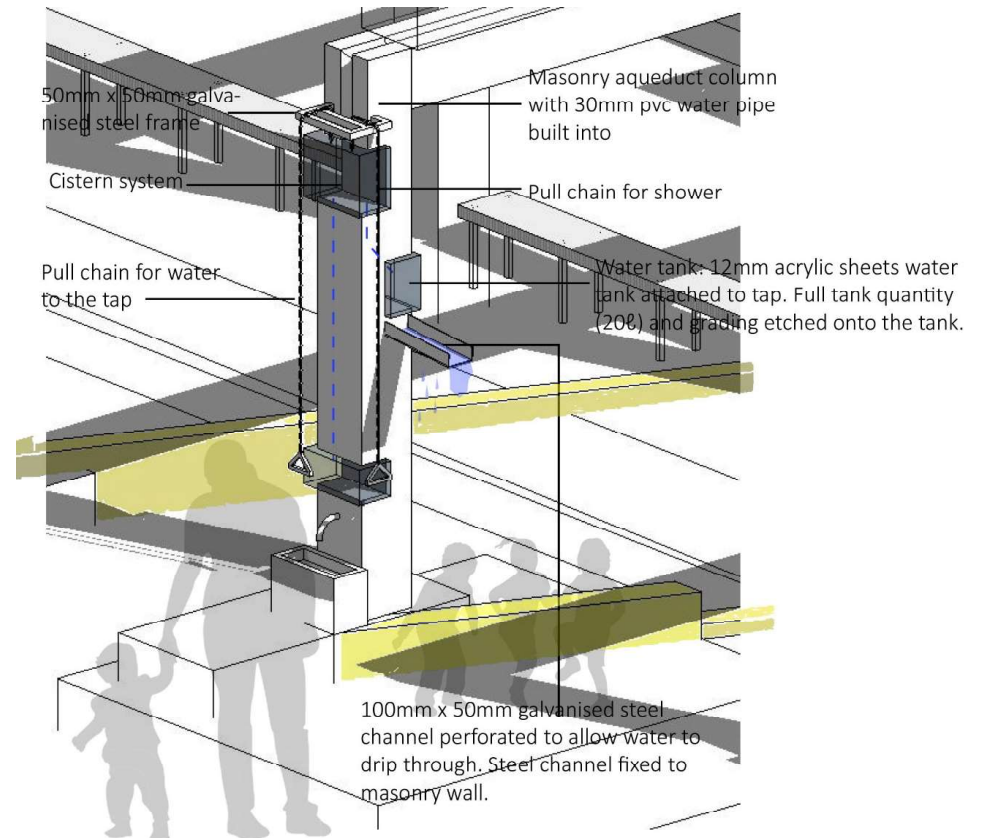 50mm x 50mm galva-
nised steel frame
Masonry aqueduct column
with 30mm pvc water pipe
built into
Cistern system
Pull chain for shower
Pull chain for water
to the tap
Water tank: 12mm acrylic sheets water
tank attached to tap. Full tank quantity
(20ℓ) and grading etched onto the tank.
100mm x 50mm galvanised steel
channel perforated to allow water to
drip through. Steel channel fixed to
masonry wall.